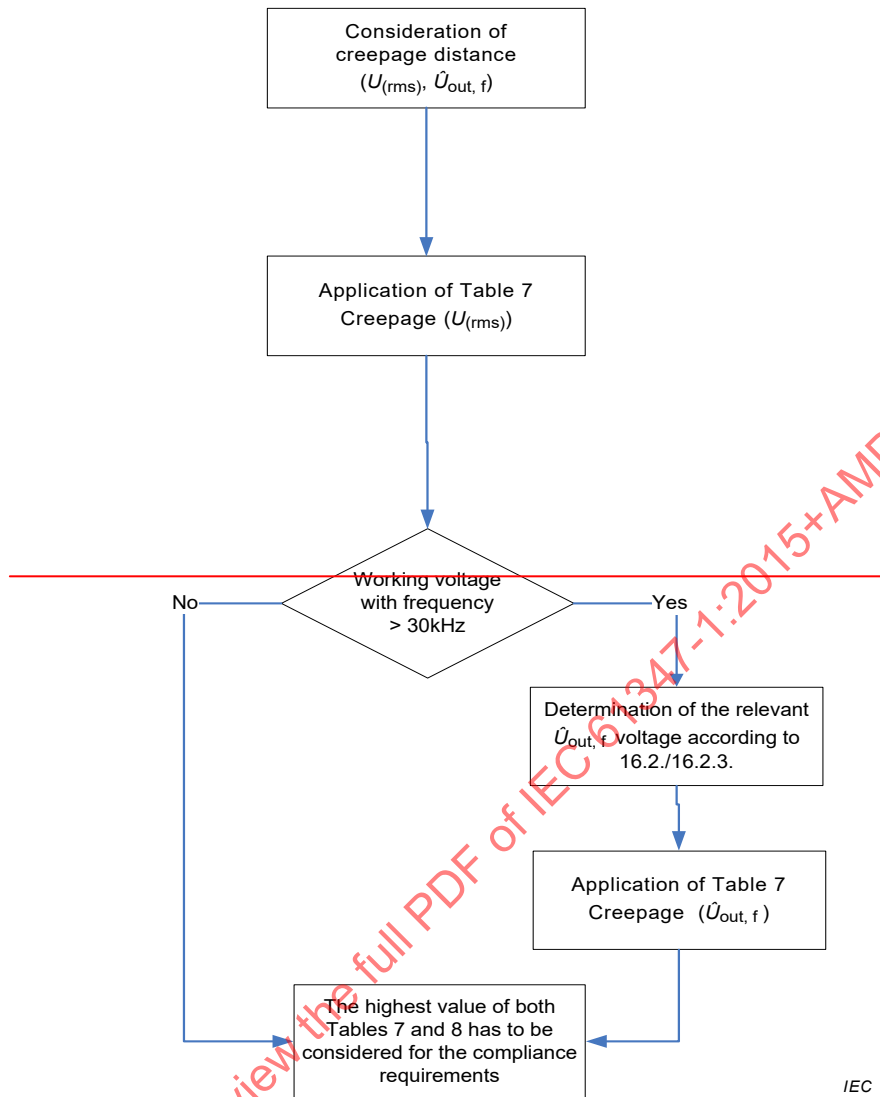 Consideration of
creepage distance
(U(rms), Ûout, f)
Application of Table 7
Creepage (U(rms))
Working voltage
with frequency
> 30kHz
No
Yes
Determination of the relevant
Ûout, f voltage according to
16.2./16.2.3.
Application of Table 7
Creepage (Ûout, f )
The highest value of both
Tables 7 and 8 has to be
considered for the compliance
requirements
IEC
view the full PDF of IEC 61347-1:2015+AMD